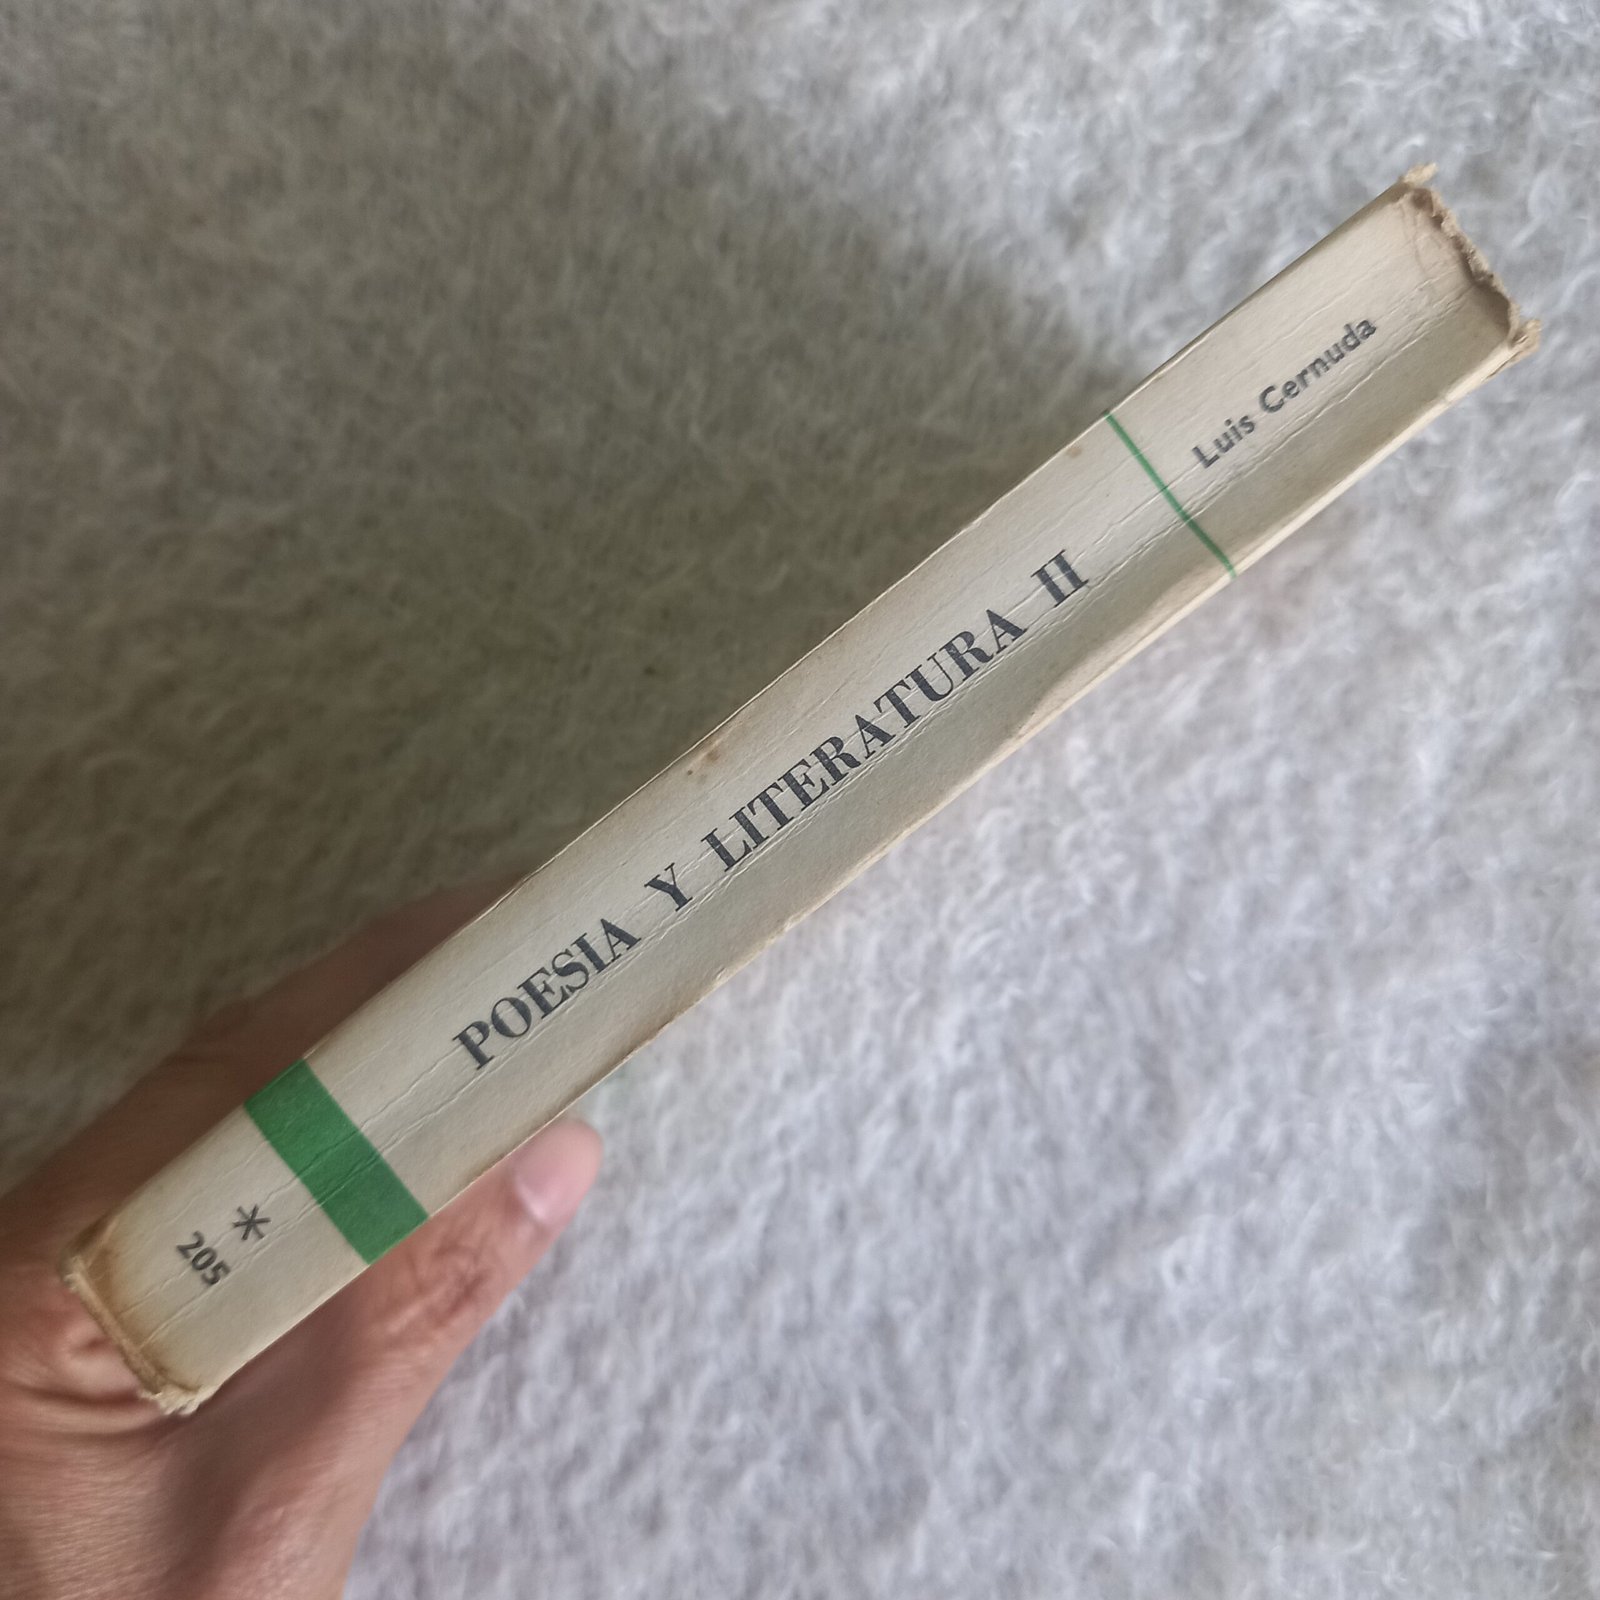 Luis Cernuda
POESIA Y LITERATURA II
*
205